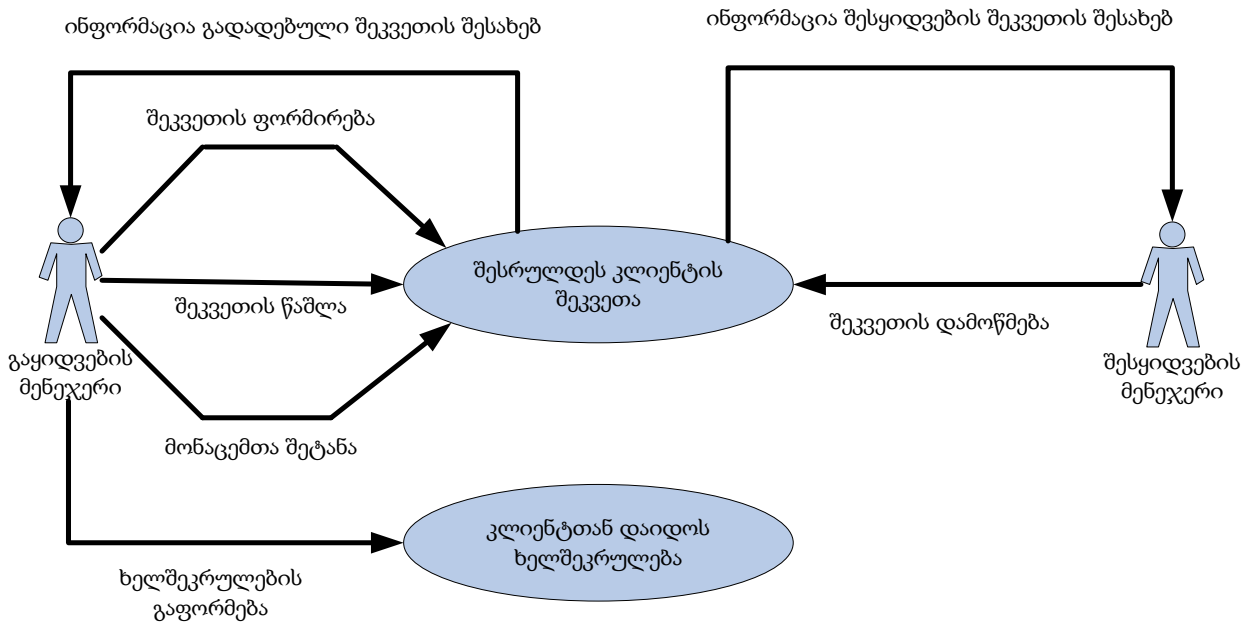 ინფორმაცია გადადებული შეკვეთის შესახებ
ინფორმაცია შესყიდვების შეკვეთის შესახებ
შეკვეთის ფორმირება
შესრულდეს კლიენტის
შეკვეთა
შეკვეთის წაშლა
შეკვეთის დამოწმება
გაყიდვების
მენეჯერი
შესყიდვების
მენეჯერი
მონაცემთა შეტანა
კლიენტთან დაიდოს
ხელშეკრულება
ხელშეკრულების
გაფორმება